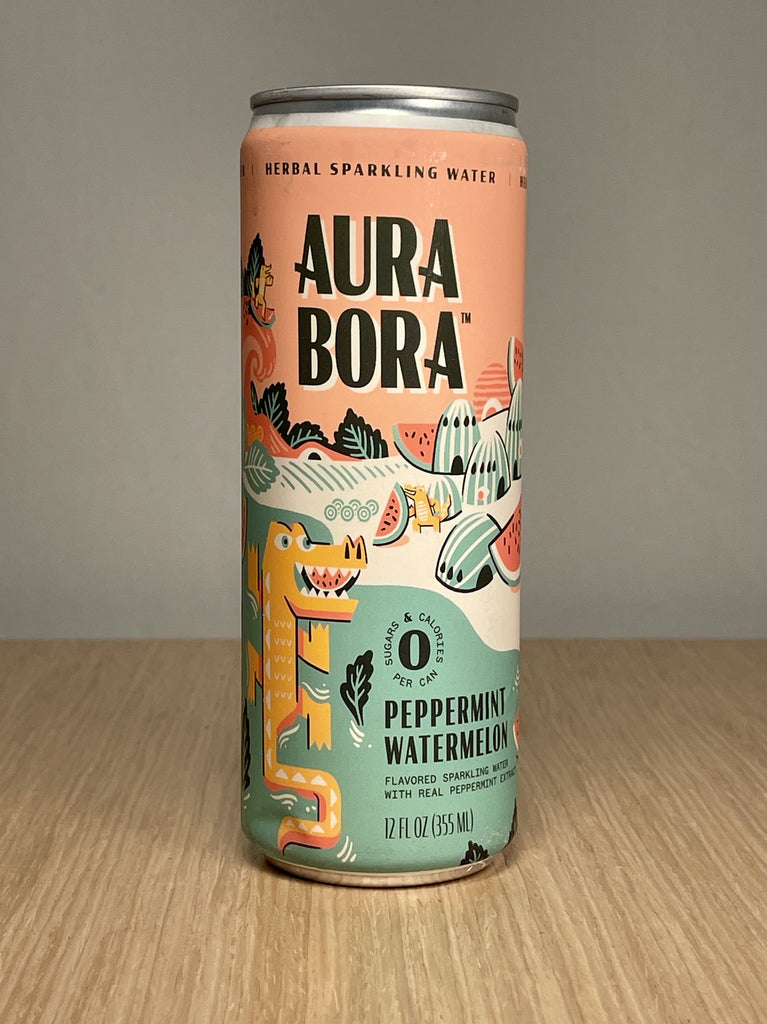 HERBAL SPARKLING WATER
AURA
BORA™
SUGARS & CALORIES
0
PER CAN
PEPPERMINT
WATERMELON
FLAVORED SPARKLING WATER
WITH REAL PEPPERMINT EXTRACT
12 FL OZ (355 ML)